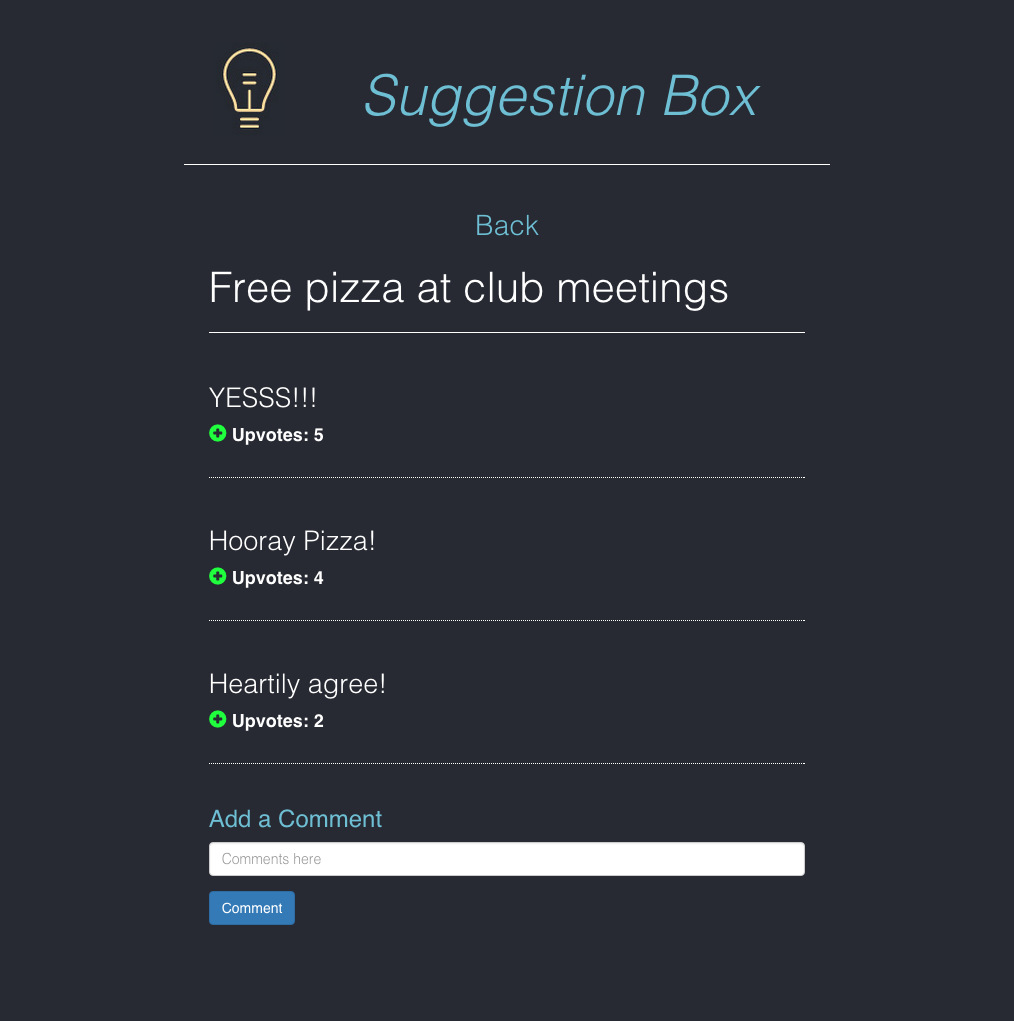 Suggestion Box
Back
Free pizza at club meetings
YESSS!!!
Upvotes: 5
Hooray Pizza!
Upvotes: 4
Heartily agree!
Upvotes: 2
Add a Comment
Comments here
Comment